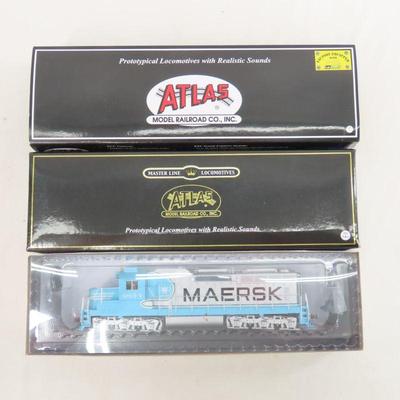 Prototypical Locomotives with Realistic Sounds
ATLAS
MODEL RAILROAD CO., INC.
MASTER LINE LOCOMOTIVES
ATLAS
MODEL RAILROAD CO., INC.
Prototypical Locomotives with Realistic Sounds
MAERSK